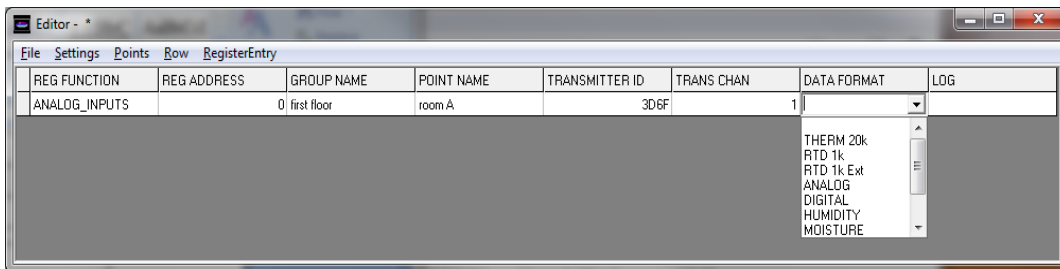 Editor - *
File Settings Points Row RegisterEntry
REG FUNCTION REG ADDRESS GROUP NAME POINT NAME TRANSMITTER ID TRANS CHAN DATA FORMAT LOG
ANALOG_INPUTS 0 first floor room A 3D6F 1
THERM 20k
RTD 1k
RTD 1k Ext
ANALOG
DIGITAL
HUMIDITY
MOISTURE